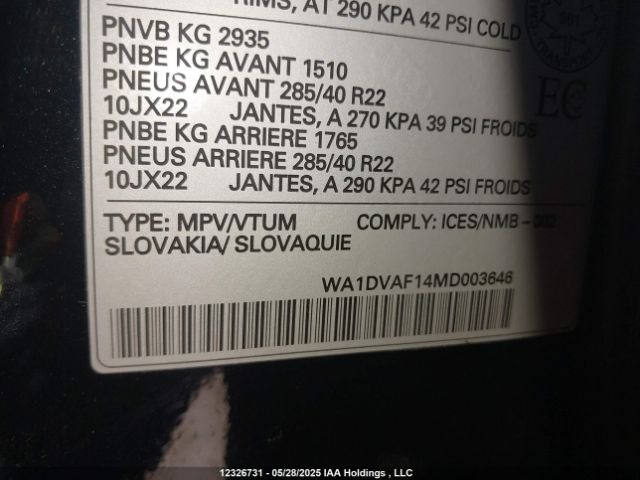 RIMS, AT 290 KPA 42 PSI COLD
PNVB KG 2935
PNBE KG AVANT 1510
PNEUS AVANT 285/40 R22
10JX22 JANTES, A 270 KPA 39 PSI FROIDS
PNBE KG ARRIERE 1765
PNEUS ARRIERE 285/40 R22
10JX22 JANTES, A 290 KPA 42 PSI FROIDS
TYPE: MPV/VTUM COMPLY: ICES/NMB - 002
SLOVAKIA/ SLOVAQUIE
WA1DVAF14MD003646
EC
12326731 - 05/28/2025 IAA Holdings , LLC